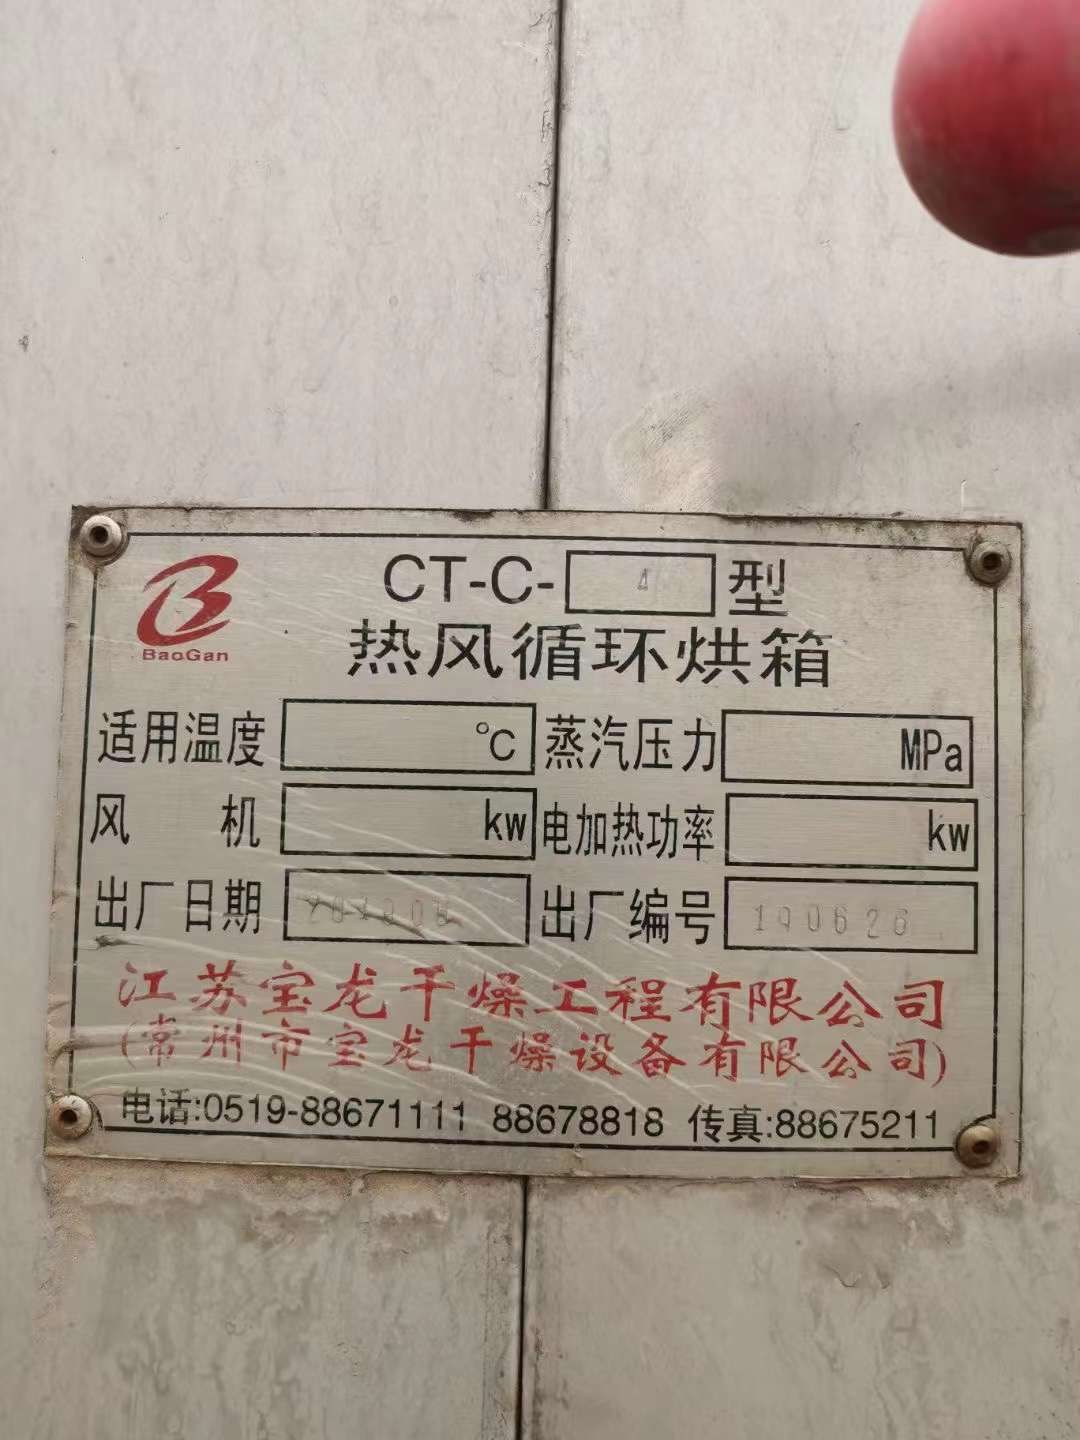 CT-C- 4 型
BaoGan
热风循环烘箱
适用温度 ℃ 蒸汽压力 MPa
风 机 kw 电加热功率 kw
出厂日期 出厂编号 100626
江苏宝龙干燥工程有限公司
(常州市宝龙干燥设备有限公司)
电话:0519-88671111 88678818 传真:88675211